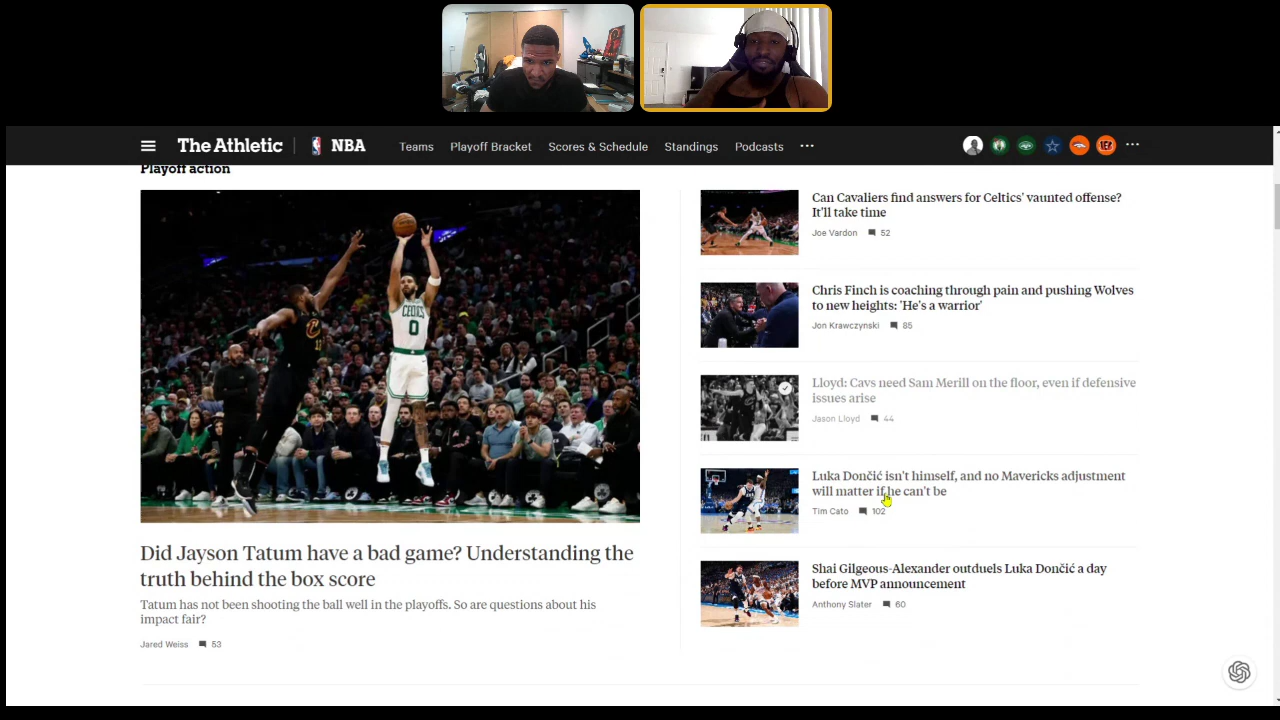 The Athletic NBA Teams Playoff Bracket Scores & Schedule Standings Podcasts
Playoff action
Did Jayson Tatum have a bad game? Understanding the
truth behind the box score
Tatum has not been shooting the ball well in the playoffs. So are questions about his
impact fair?
Jared Weiss 53
Can Cavaliers find answers for Celtics' vaunted offense?
It'll take time
Joe Vardon 52
Chris Finch is coaching through pain and pushing Wolves
to new heights: 'He's a warrior'
Jon Krawczynski 85
Lloyd: Cavs need Sam Merill on the floor, even if defensive
issues arise
Jason Lloyd 44
Luka Dončić isn't himself, and no Mavericks adjustment
will matter if he can't be
Tim Cato 102
Shai Gilgeous-Alexander outduels Luka Dončić a day
before MVP announcement
Anthony Slater 60
CELTICS
0